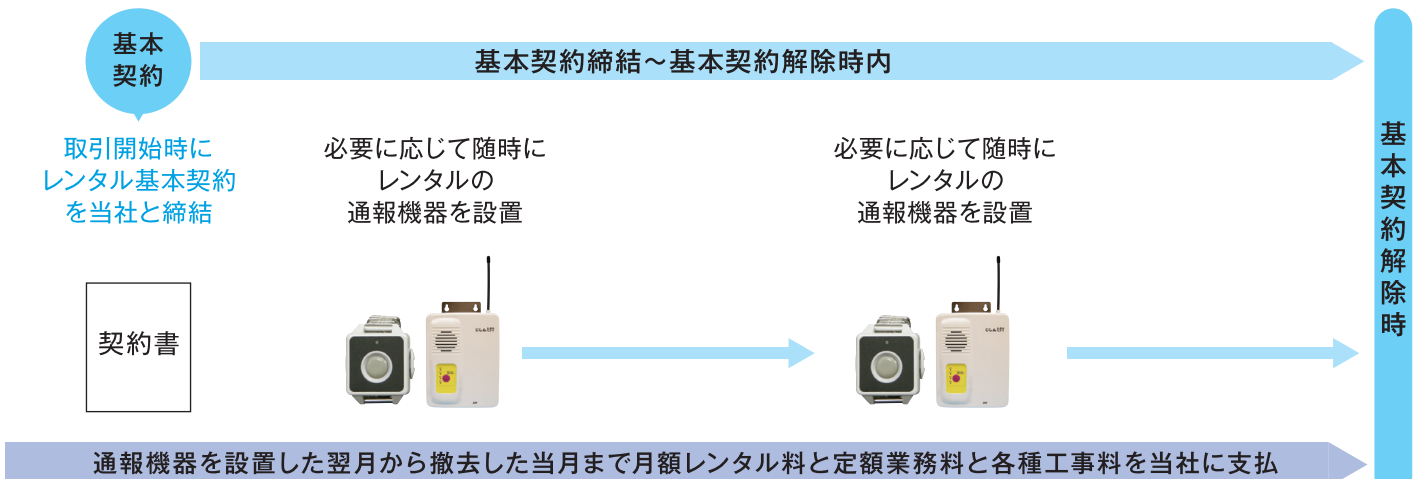 基本
契約
基本契約締結～基本契約解除時内
取引開始時に
レンタル基本契約
を当社と締結
必要に応じて随時に
レンタルの
通報機器を設置
必要に応じて随時に
レンタルの
通報機器を設置
契約書
基本契約解除時
通報機器を設置した翌月から撤去した当月まで月額レンタル料と定額業務料と各種工事料を当社に支払